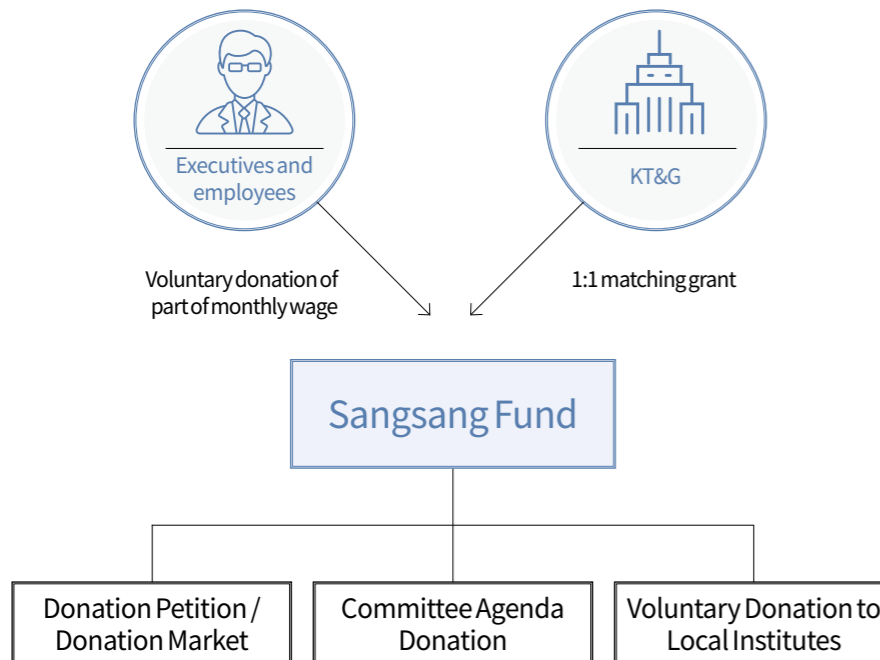 Executives and
employees
KT&G
Voluntary donation of
part of monthly wage
1:1 matching grant
Sangsang Fund
Donation Petition /
Donation Market
Committee Agenda
Donation
Voluntary Donation to
Local Institutes